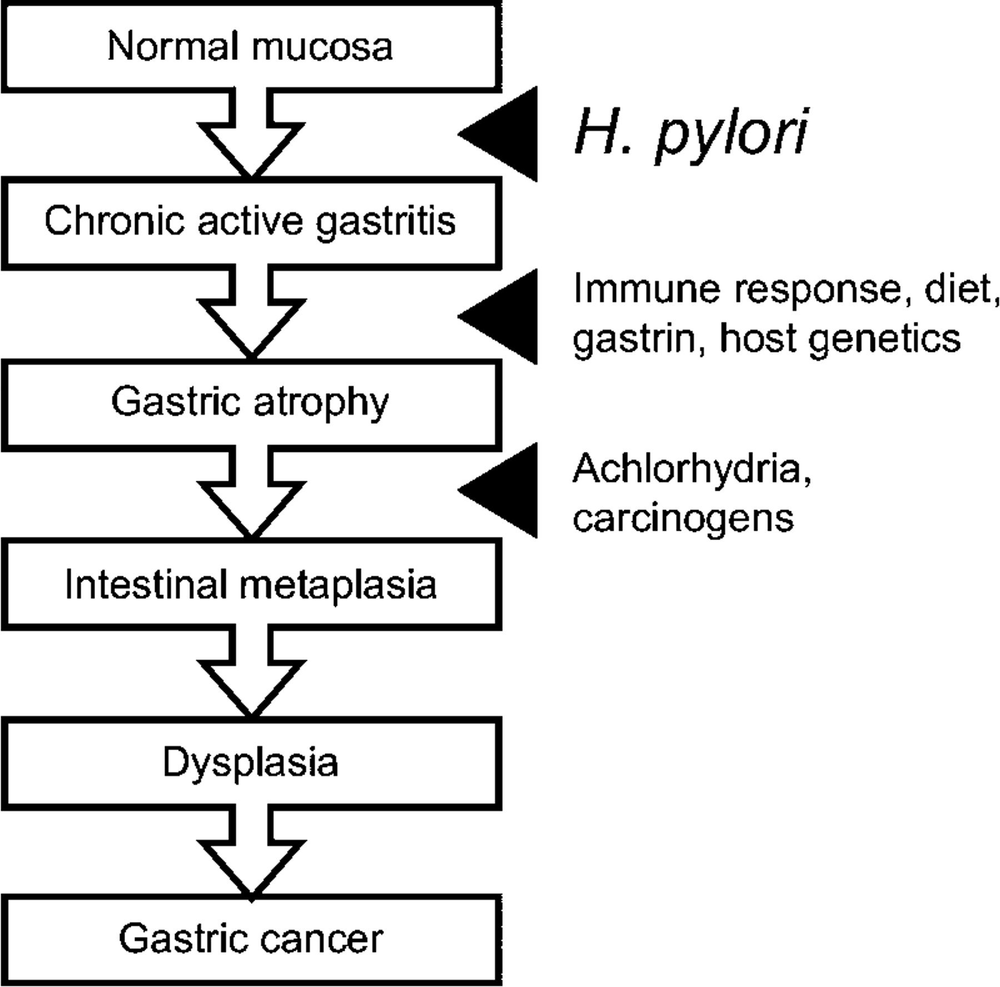 Normal mucosa
H. pylori
Chronic active gastritis
Immune response, diet,
gastrin, host genetics
Gastric atrophy
Achlorhydria,
carcinogens
Intestinal metaplasia
Dysplasia
Gastric cancer